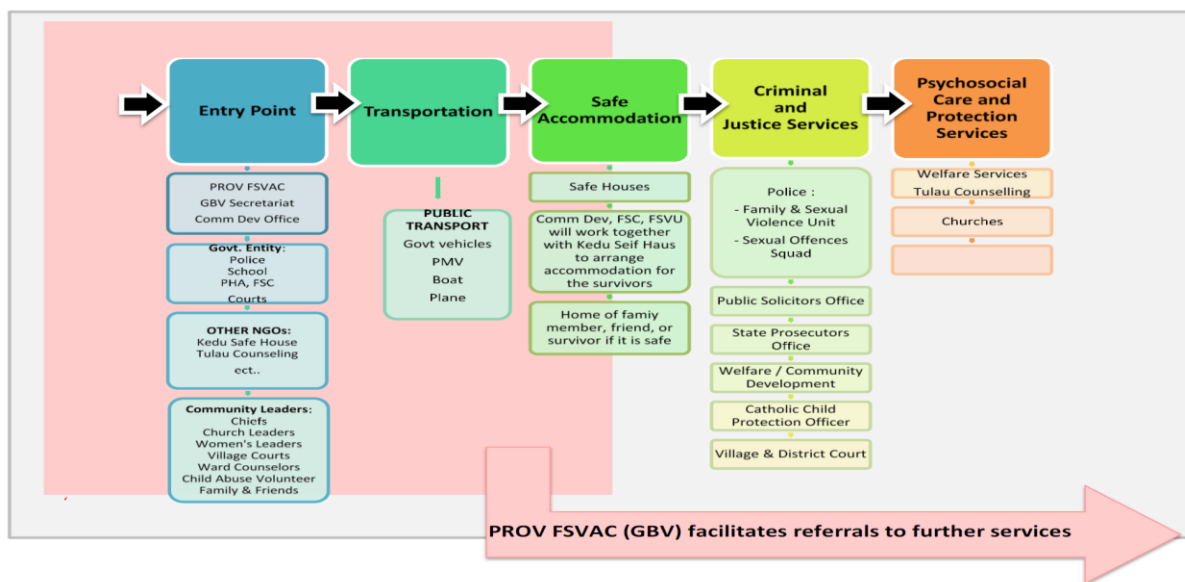 Entry Point
PROV FSVAC
GBV Secretariat
Comm Dev Office
Govt. Entity:
Police
School
PHA, FSC
Courts
OTHER NGOs:
Kedu Safe House
Tulau Counseling
ect..
Community Leaders:
Chiefs
Church Leaders
Women's Leaders
Village Courts
Ward Counselors
Child Abuse Volunteer
Family & Friends
Transportation
PUBLIC
TRANSPORT
Govt vehicles
PMV
Boat
Plane
Safe
Accommodation
Safe Houses
Comm Dev, FSC, FSVU
will work together
with Kedu Seif Haus
to arrange
accommodation for
the survivors
Home of famiy
member, friend, or
survivor if it is safe
Criminal
and
Justice Services
Police :
- Family & Sexual
Violence Unit
- Sexual Offences
Squad
Public Solicitors Office
State Prosecutors
Office
Welfare / Community
Development
Catholic Child
Protection Officer
Village & District Court
Psychosocial
Care and
Protection
Services
Welfare Services
Tulau Counselling
Churches
PROV FSVAC (GBV) facilitates referrals to further services